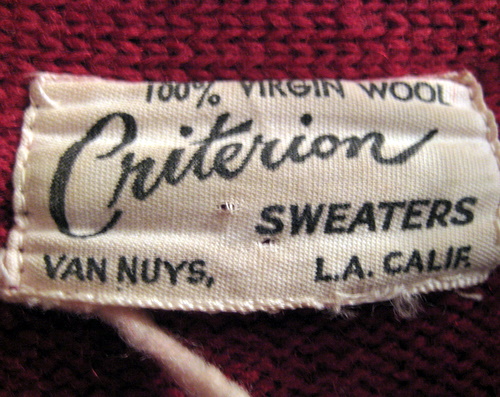 100% VIRGIN WOOL
Criterion
SWEATERS
VAN NUYS, L.A. CALIF.